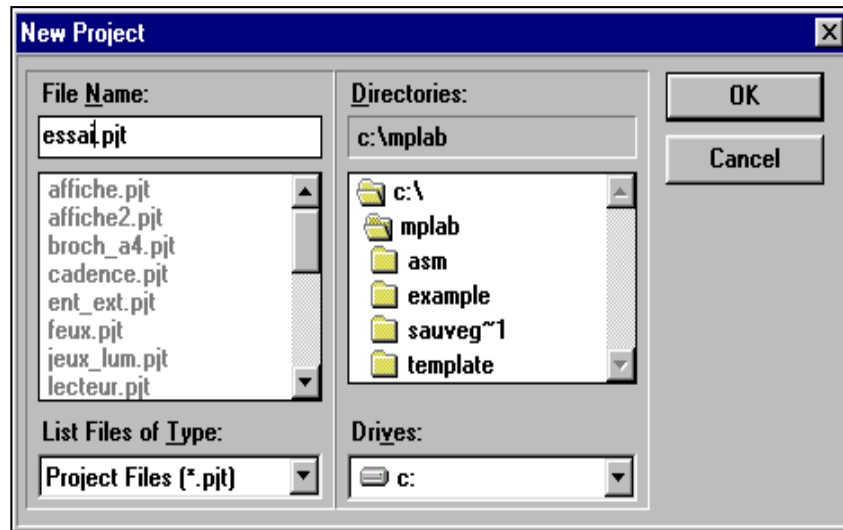 New Project
File Name:
essai.pjt
affiche.pjt
affiche2.pjt
broch_a4.pjt
cadence.pjt
ent_ext.pjt
feux.pjt
jeux_lum.pjt
lecteur.pjt
List Files of Type:
Project Files (*.pjt)
Directories:
c:\mplab
c:\
mplab
asm
example
sauveg~1
template
Drives:
c:
OK
Cancel